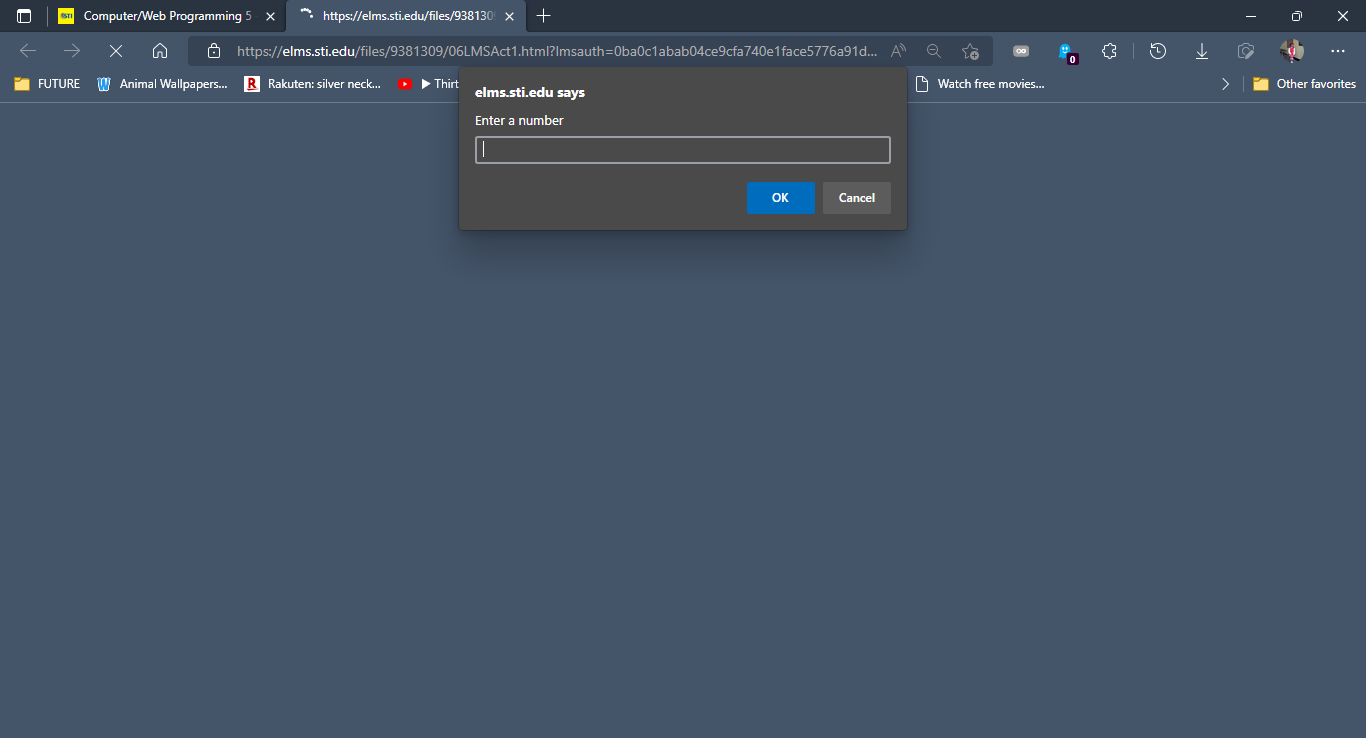 STI Computer/Web Programming 5
https://elms.sti.edu/files/938130
https://elms.sti.edu/files/9381309/06LMSAct1.html?lmsauth=0ba0c1abab04ce9cfa740e1face5776a91d...
0
FUTURE
W Animal Wallpapers...
R Rakuten: silver neck...
Thirt
Watch free movies...
Other favorites
elms.sti.edu says
Enter a number
OK
Cancel